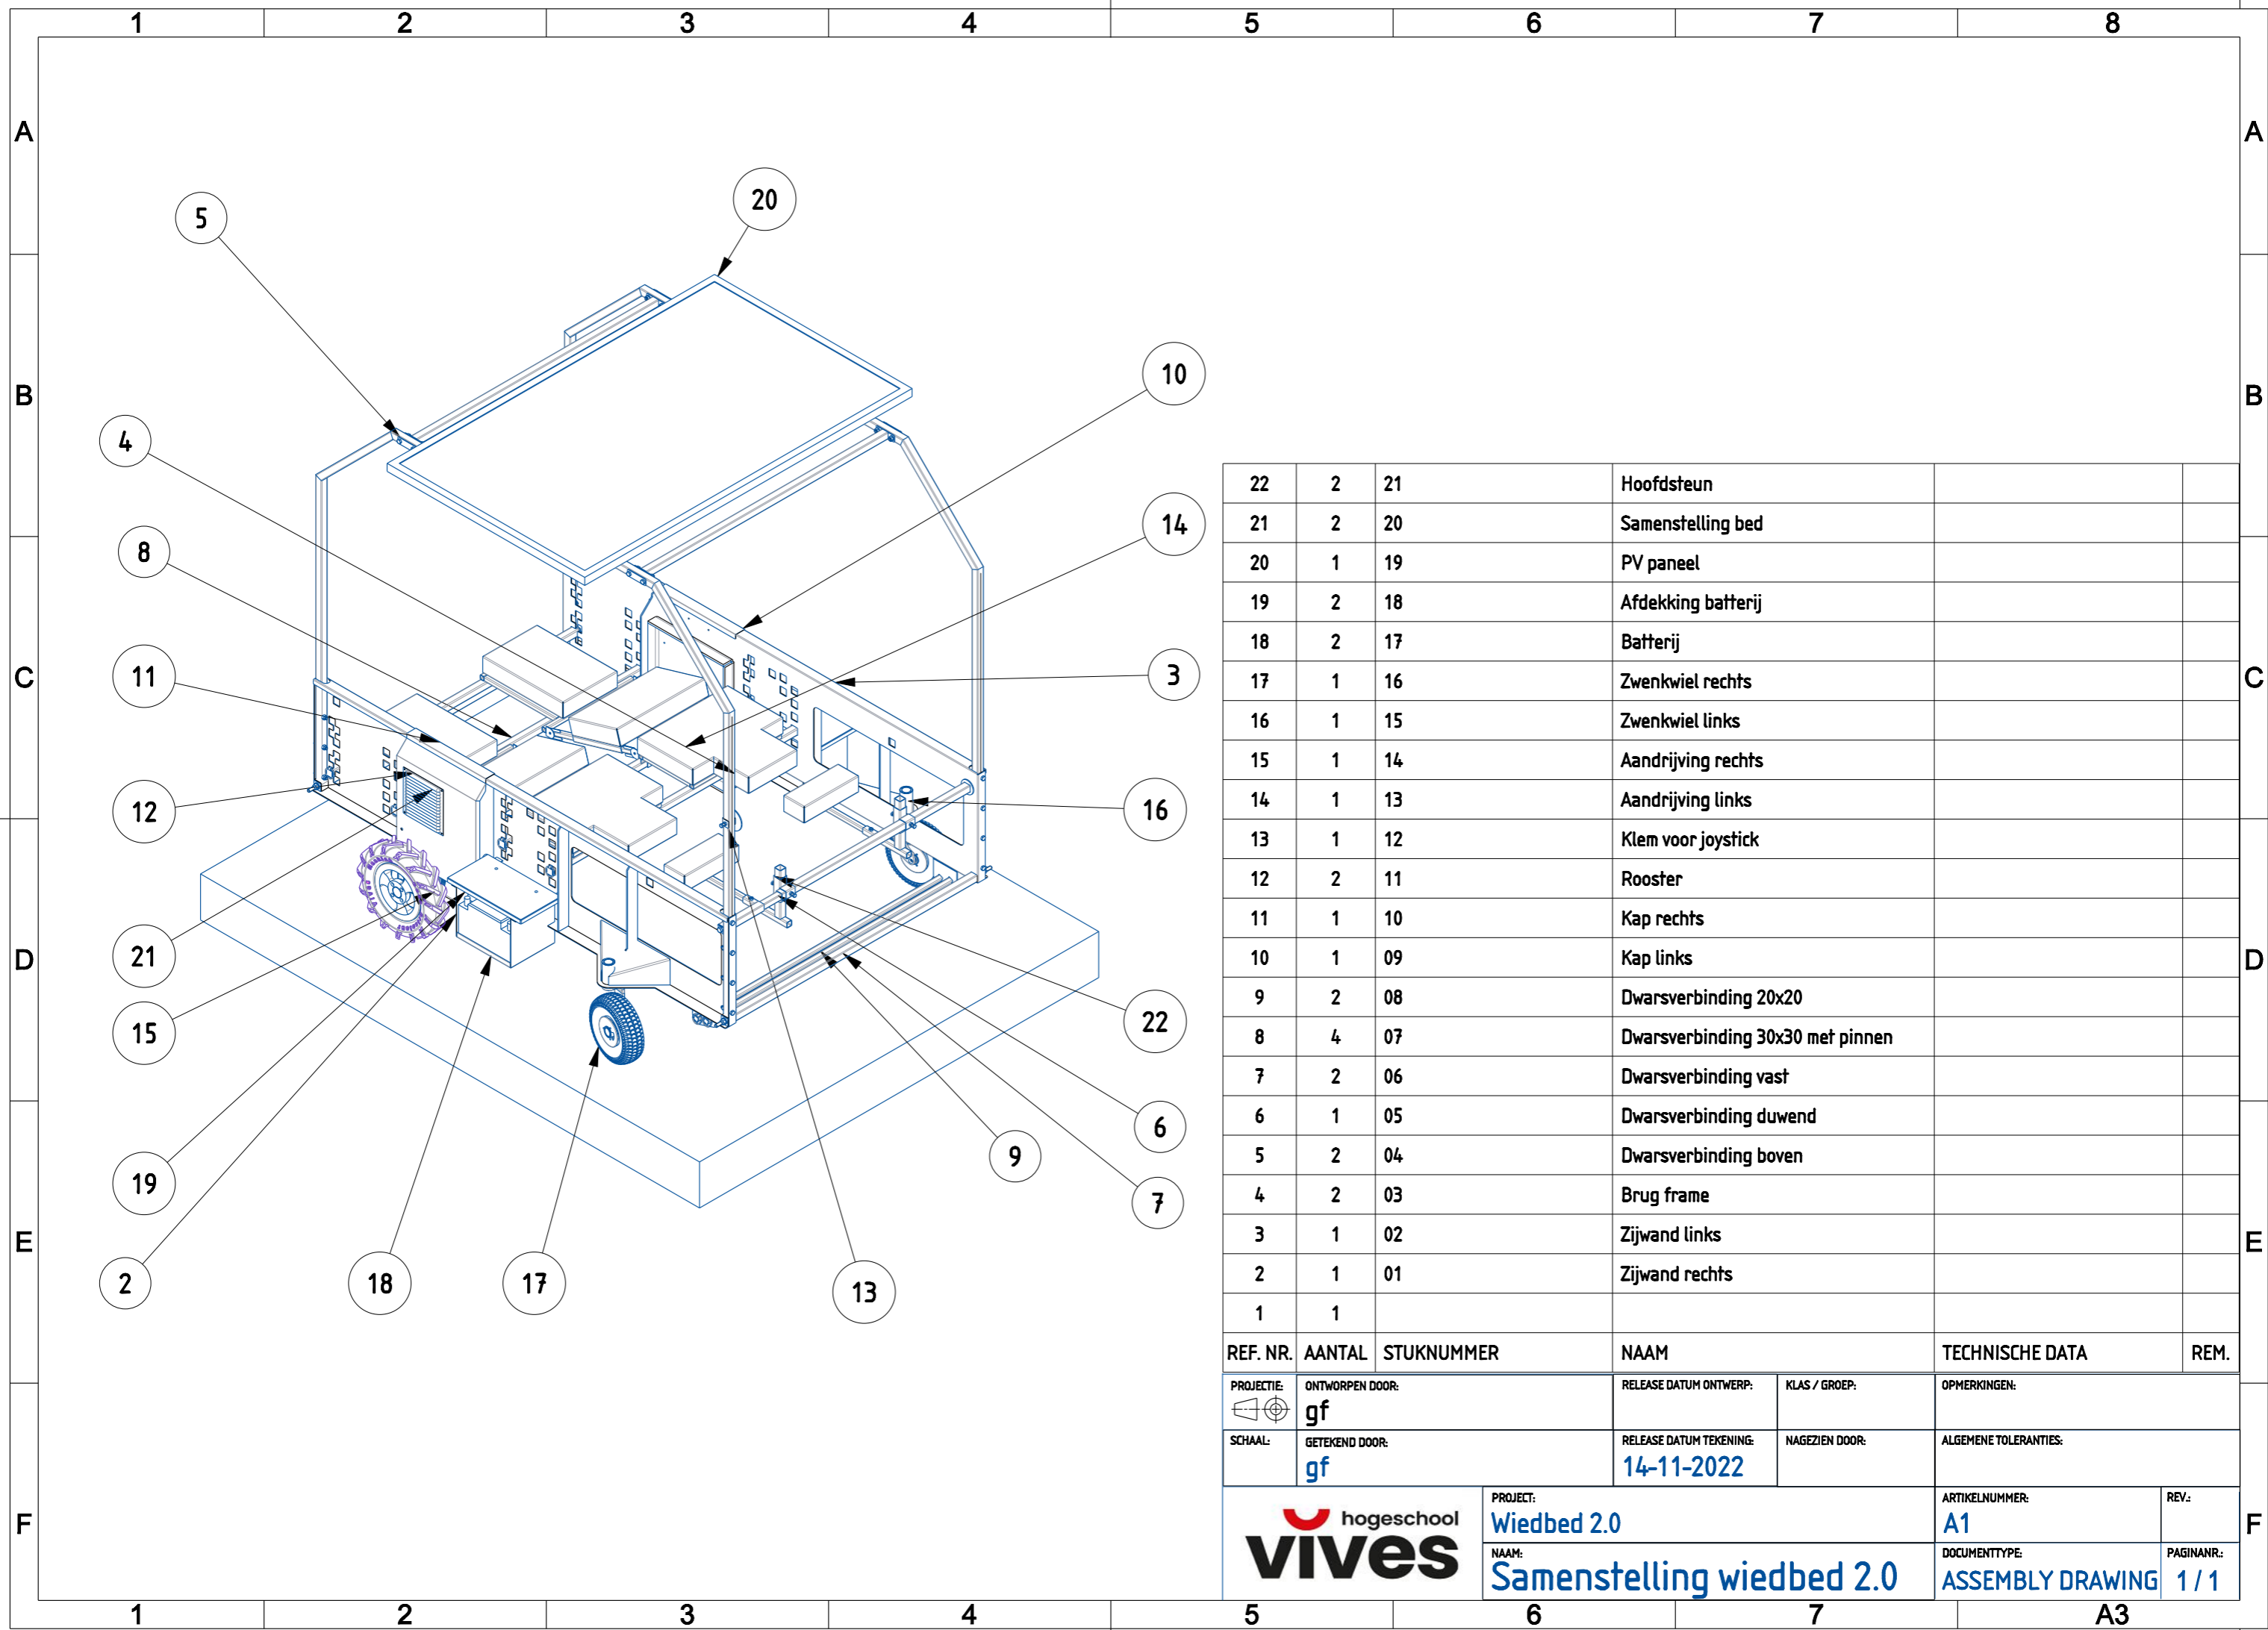 1 2 3 4 5 6 7 8
A A
B B
C C
D D
E E
F F
5
20
10
4
14
8
11
3
12
16
21
15
22
6
9
19
7
2
18
17
13
22 2 21 Hoofdsteun
21 2 20 Samenstelling bed
20 1 19 PV paneel
19 2 18 Afdekking batterij
18 2 17 Batterij
17 1 16 Zwenkwiel rechts
16 1 15 Zwenkwiel links
15 1 14 Aandrijving rechts
14 1 13 Aandrijving links
13 1 12 Klem voor joystick
12 2 11 Rooster
11 1 10 Kap rechts
10 1 09 Kap links
9 2 08 Dwarsverbinding 20x20
8 4 07 Dwarsverbinding 30x30 met pinnen
7 2 06 Dwarsverbinding vast
6 1 05 Dwarsverbinding duwend
5 2 04 Dwarsverbinding boven
4 2 03 Brug frame
3 1 02 Zijwand links
2 1 01 Zijwand rechts
1 1
REF. NR. AANTAL STUKNUMMER NAAM TECHNISCHE DATA REM.
PROJECTIE: ONTWORPEN DOOR: RELEASE DATUM ONTWERP: KLAS / GROEP: OPMERKINGEN:
gf
SCHAAL: GETEKEND DOOR: RELEASE DATUM TEKENING: NAGEZIEN DOOR: ALGEMENE TOLERANTIES:
gf 14-11-2022
hogeschool
vives
PROJECT: ARTIKELNUMMER: REV.:
Wiedbed 2.0 A1
NAAM: DOCUMENTTYPE: PAGINANR.:
Samenstelling wiedbed 2.0 ASSEMBLY DRAWING 1 / 1
1 2 3 4 5 6 7 A3